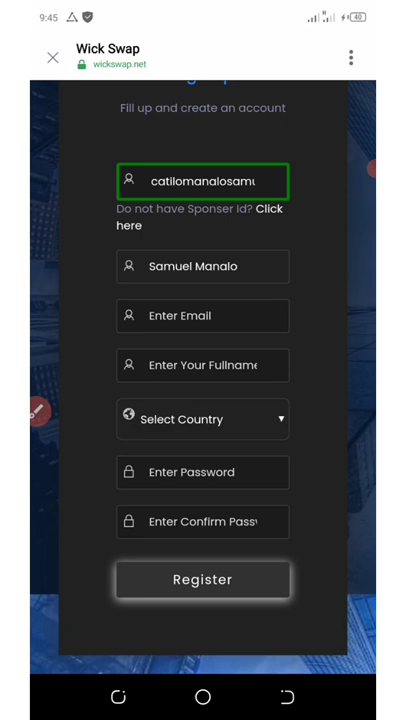 9:45
40
Wick Swap
wickswap.net
Fill up and create an account
catilomanalosamu
Do not have Sponser Id? Click
here
Samuel Manalo
Enter Email
Enter Your Fullname
Select Country
Enter Password
Enter Confirm Pass
Register